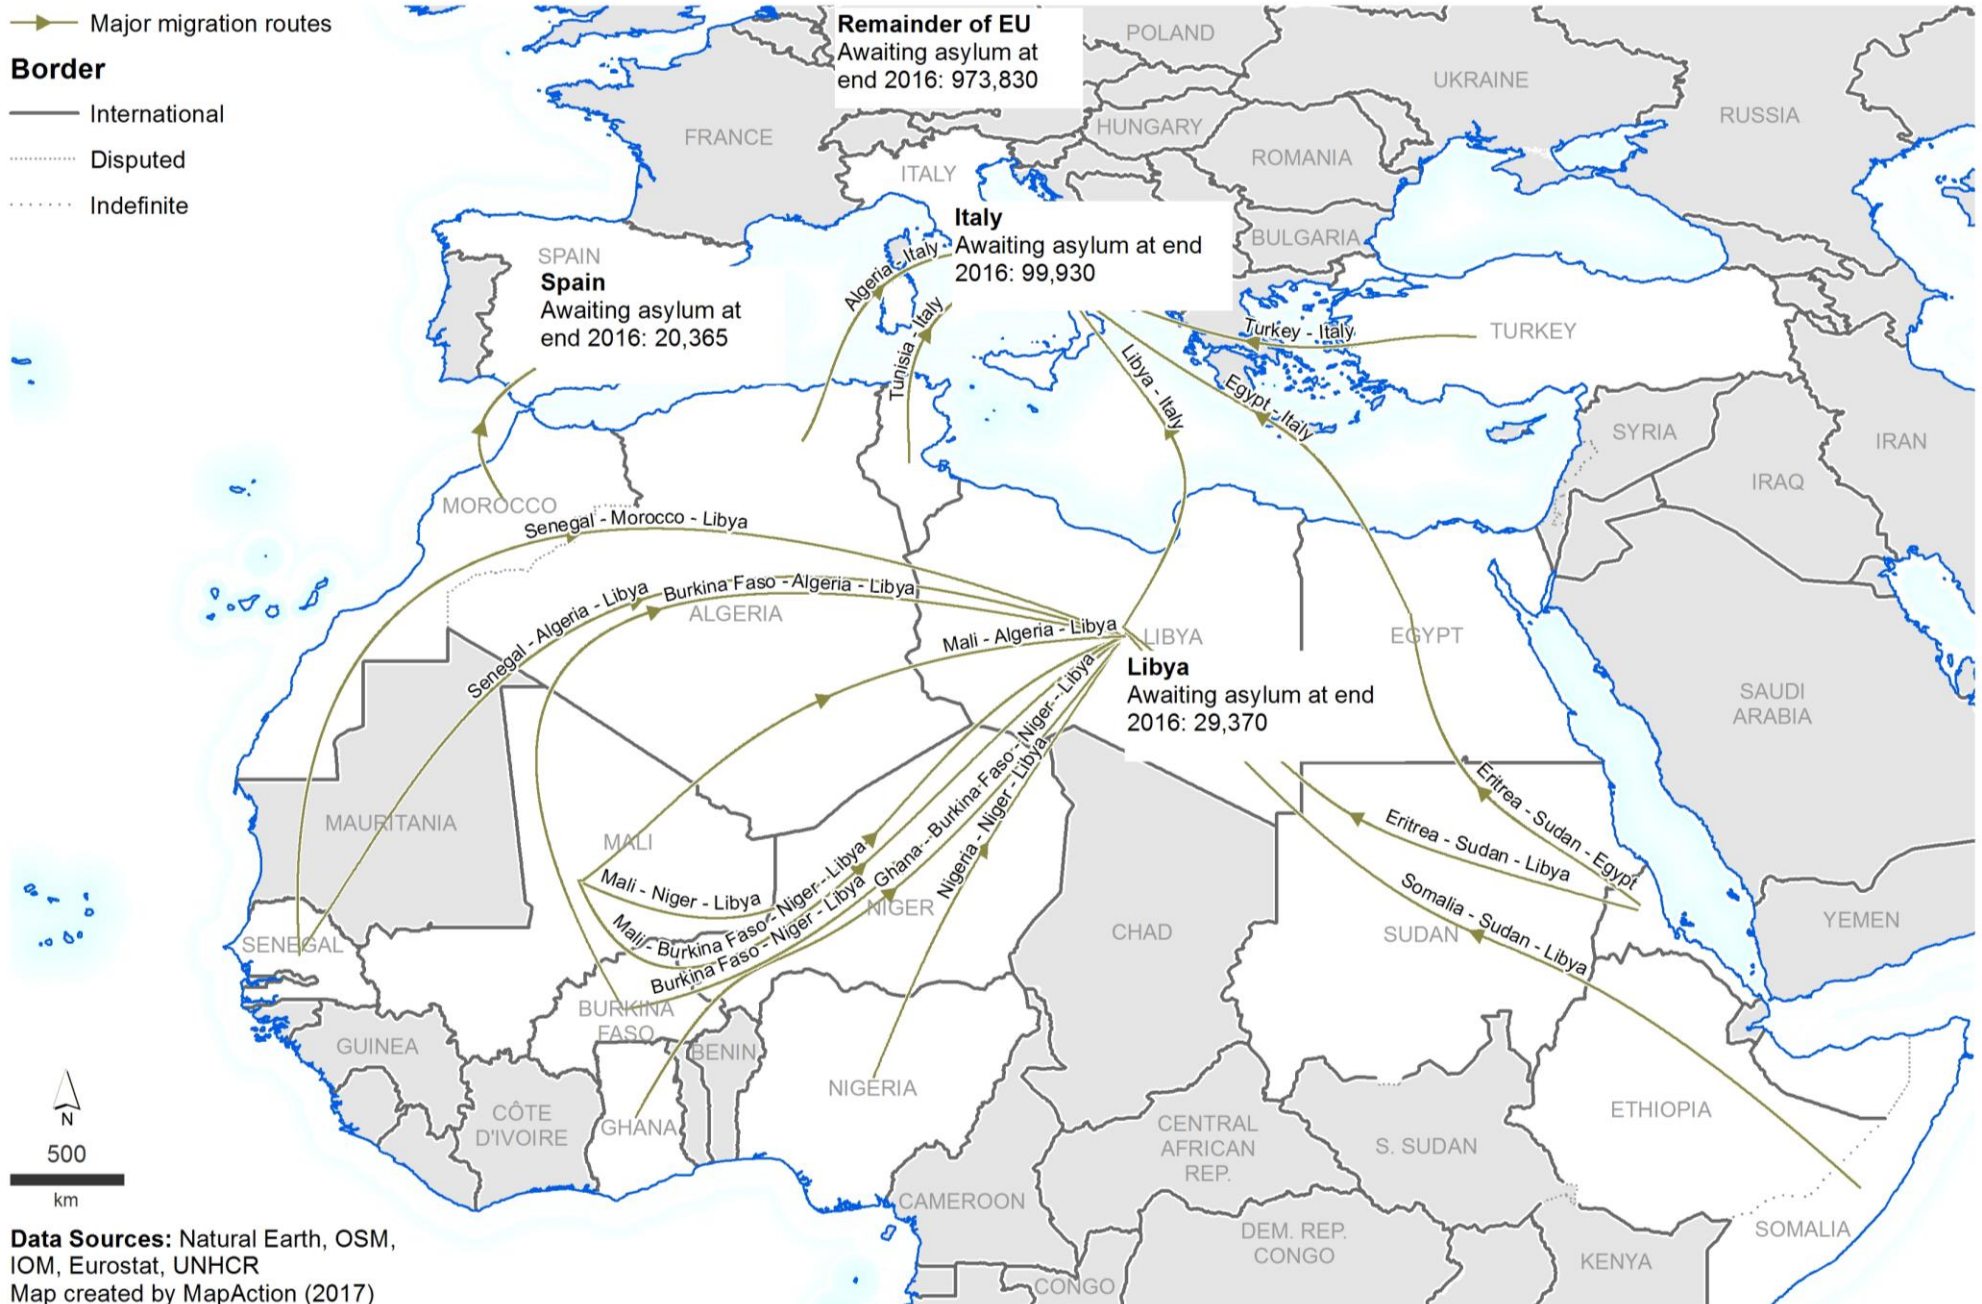 Major migration routes
Border
International
Disputed
Indefinite
Remainder of EU
Awaiting asylum at
end 2016: 973,830
POLAND
UKRAINE
RUSSIA
FRANCE
HUNGARY
ROMANIA
ITALY
Italy
Awaiting asylum at end
2016: 99,930
BULGARIA
SPAIN
Spain
Awaiting asylum at
end 2016: 20,365
Algeria - Italy
Tunisia - Italy
Libya - Italy
Egypt - Italy
Turkey - Italy
TURKEY
SYRIA
IRAN
IRAQ
MOROCCO
Senegal - Morocco - Libya
Senegal - Algeria - Libya
Burkina Faso - Algeria - Libya
ALGERIA
Mali - Algeria - Libya
LIBYA
EGYPT
Libya
Awaiting asylum at end
2016: 29,370
SAUDI
ARABIA
MAURITANIA
MALI
Mali - Niger - Libya
Mali - Burkina Faso - Niger - Libya
Burkina Faso - Niger - Libya
Ghana - Burkina Faso - Niger - Libya
Nigeria - Niger - Libya
NIGER
CHAD
SUDAN
Eritrea - Sudan - Egypt
Eritrea - Sudan - Libya
Somalia - Sudan - Libya
YEMEN
SENEGAL
BURKINA
FASO
GUINEA
BENIN
NIGERIA
CÔTE
D'IVOIRE
GHANA
CENTRAL
AFRICAN
REP.
S. SUDAN
ETHIOPIA
CAMEROON
DEM. REP.
CONGO
CONGO
KENYA
SOMALIA
N
500
km
Data Sources: Natural Earth, OSM,
IOM, Eurostat, UNHCR
Map created by MapAction (2017)